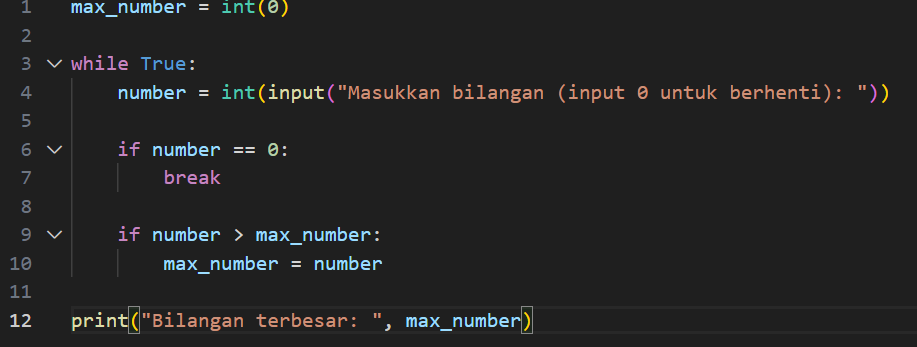 1 max_number = int(0)
2
3 while True:
4     number = int(input("Masukkan bilangan (input 0 untuk berhenti): "))
5
6     if number == 0:
7         break
8
9     if number > max_number:
10         max_number = number
11
12 print("Bilangan terbesar: ", max_number)